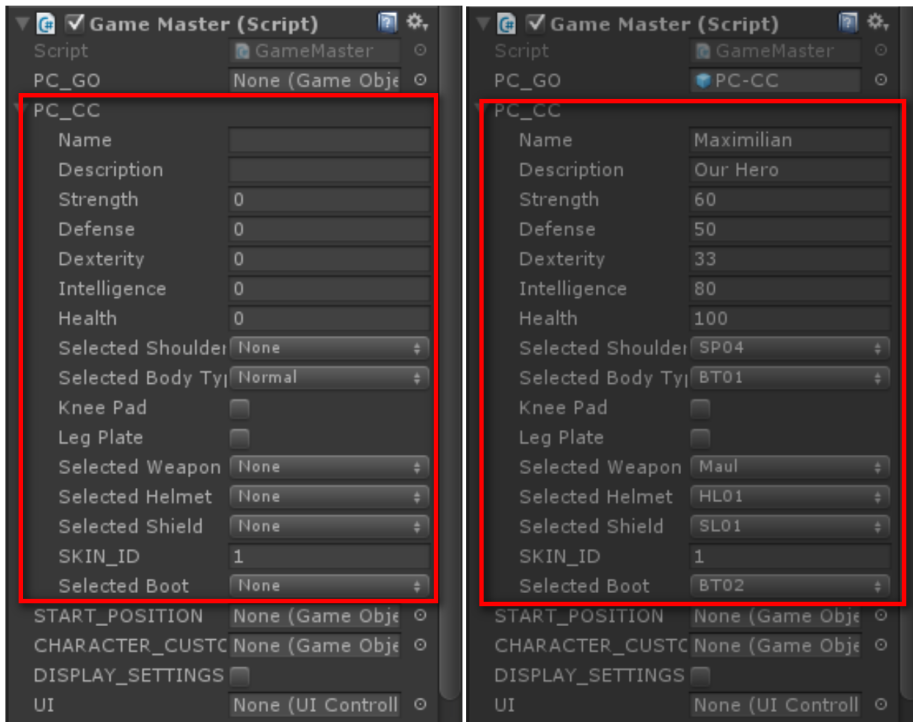 Game Master (Script)
Script GameMaster
PC_GO None (Game Obje
PC_CC
Name
Description
Strength 0
Defense 0
Dexterity 0
Intelligence 0
Health 0
Selected Shoulder None
Selected Body Typ Normal
Knee Pad
Leg Plate
Selected Weapon None
Selected Helmet None
Selected Shield None
SKIN_ID 1
Selected Boot None
START_POSITION None (Game Obje
CHARACTER_CUSTC None (Game Obje
DISPLAY_SETTINGS
UI None (UI Controll
Game Master (Script)
Script GameMaster
PC_GO PC-CC
PC_CC
Name Maximilian
Description Our Hero
Strength 60
Defense 50
Dexterity 33
Intelligence 80
Health 100
Selected Shoulder SP04
Selected Body Typ BT01
Knee Pad
Leg Plate
Selected Weapon Maul
Selected Helmet HL01
Selected Shield SL01
SKIN_ID 1
Selected Boot BT02
START_POSITION None (Game Obje
CHARACTER_CUSTC None (Game Obje
DISPLAY_SETTINGS
UI None (UI Controll